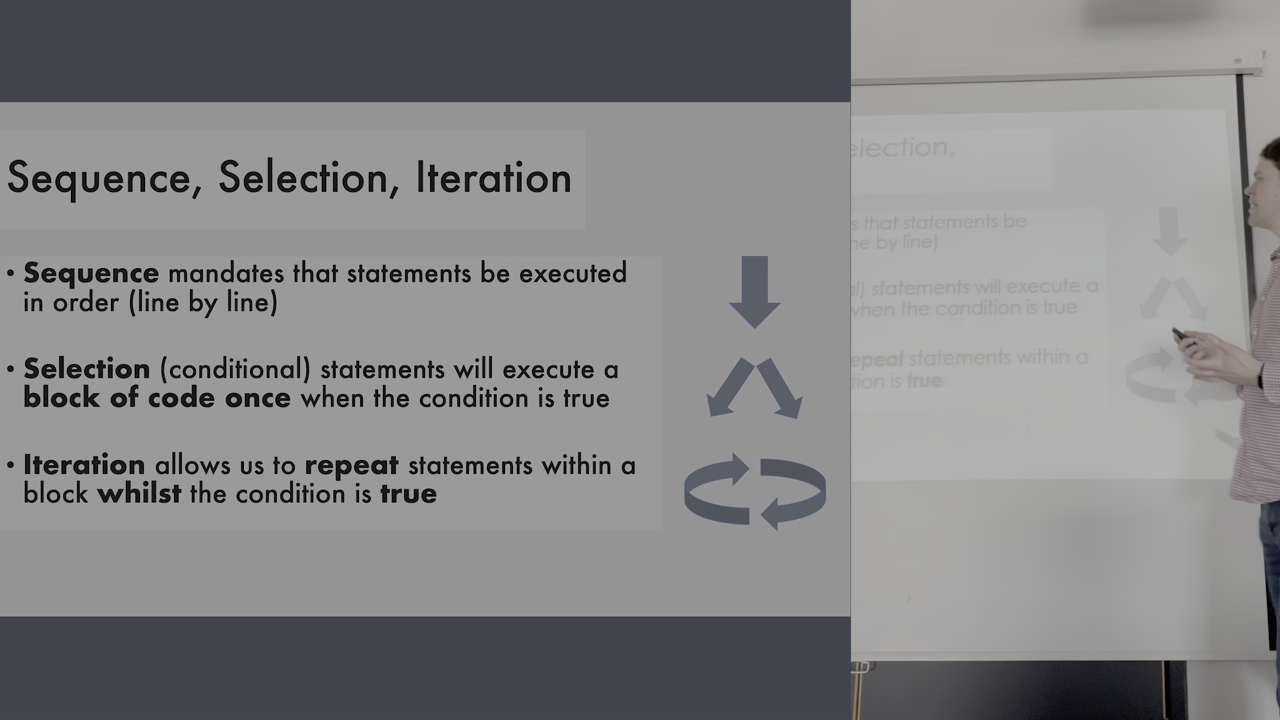 Sequence, Selection, Iteration
• Sequence mandates that statements be executed
in order (line by line)
• Selection (conditional) statements will execute a
block of code once when the condition is true
• Iteration allows us to repeat statements within a
block whilst the condition is true
election,
s that statements be
ne by line)
al) statements will execute a
when the condition is true
epeat statements within a
tion is true